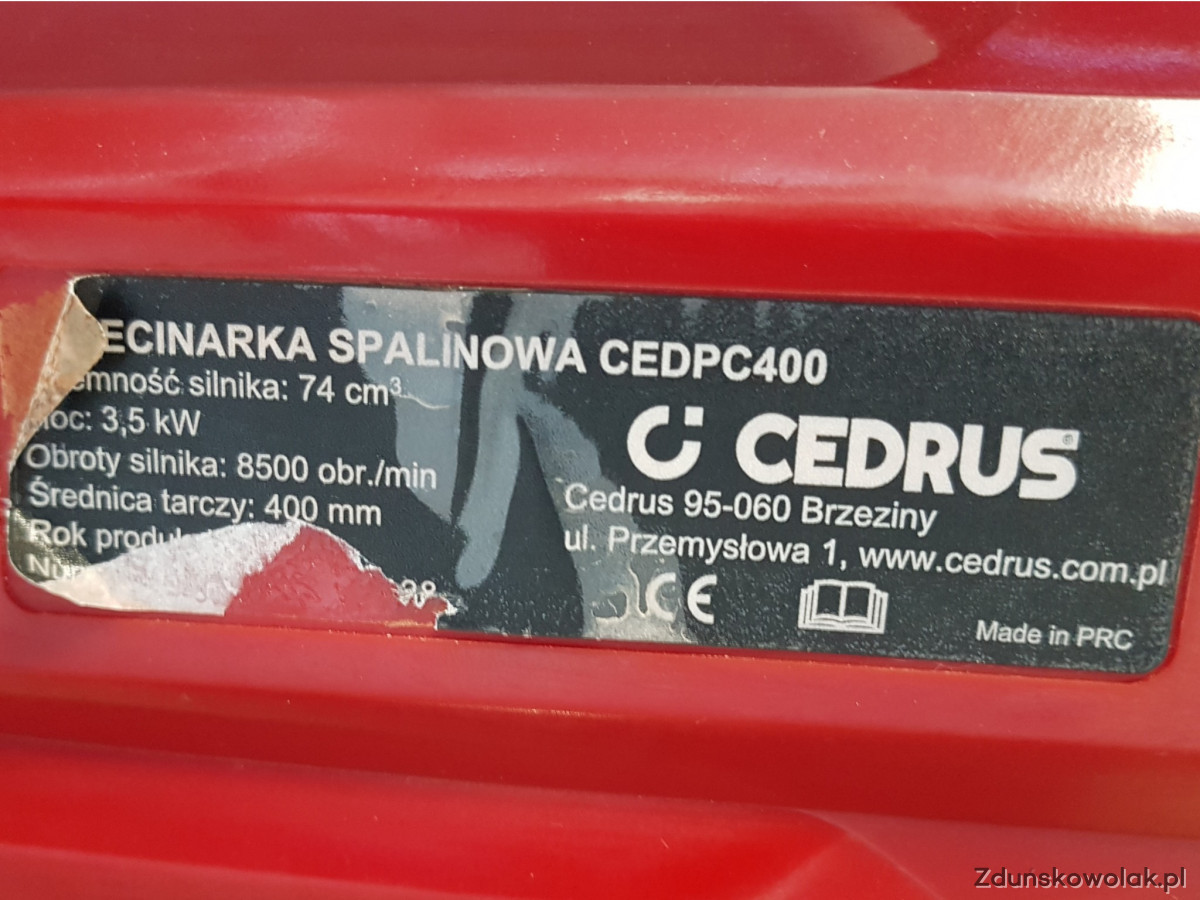 ECINARKA SPALINOWA CEDPC400
emność silnika: 74 cm³
moc: 3,5 kW
Obroty silnika: 8500 obr./min
Średnica tarczy: 400 mm
Rok produk
CEDRUS®
Cedrus 95-060 Brzeziny
ul. Przemysłowa 1, www.cedrus.com.pl
CE
Made in PRC
Zduńskowolak.pl